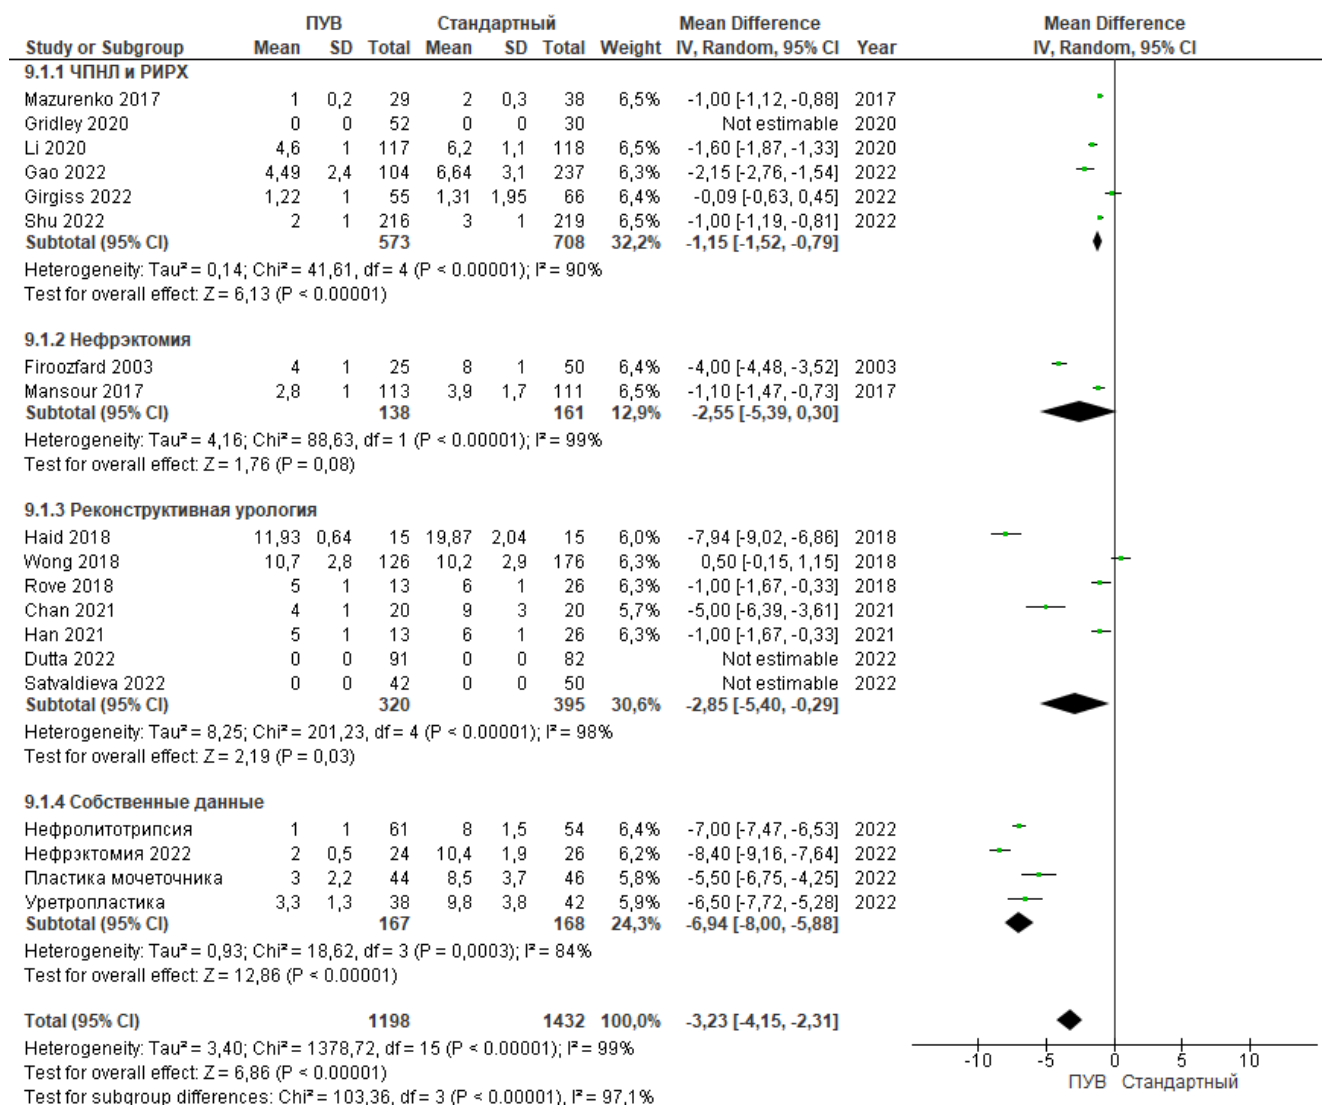 ПУВ Стандартный Mean Difference Mean Difference
Study or Subgroup Mean SD Total Mean SD Total Weight IV, Random, 95% CI Year IV, Random, 95% CI
9.1.1 ЧПНЛ и РИРХ
Mazurenko 2017 1 0,2 29 2 0,3 38 6,5% -1,00 [-1,12, -0,88] 2017
Gridley 2020 0 0 52 0 0 30 Not estimable 2020
Li 2020 4,6 1 117 6,2 1,1 118 6,5% -1,60 [-1,87, -1,33] 2020
Gao 2022 4,49 2,4 104 6,64 3,1 237 6,3% -2,15 [-2,76, -1,54] 2022
Girgiss 2022 1,22 1 55 1,31 1,95 66 6,4% -0,09 [-0,63, 0,45] 2022
Shu 2022 2 1 216 3 1 219 6,5% -1,00 [-1,19, -0,81] 2022
Subtotal (95% CI) 573 708 32,2% -1,15 [-1,52, -0,79]
Heterogeneity: Tau² = 0,14; Chi² = 41,61, df = 4 (P < 0.00001); I² = 90%
Test for overall effect: Z = 6,13 (P < 0.00001)
9.1.2 Нефрэктомия
Firoozfard 2003 4 1 25 8 1 50 6,4% -4,00 [-4,48, -3,52] 2003
Mansour 2017 2,8 1 113 3,9 1,7 111 6,5% -1,10 [-1,47, -0,73] 2017
Subtotal (95% CI) 138 161 12,9% -2,55 [-5,39, 0,30]
Heterogeneity: Tau² = 4,16; Chi² = 88,63, df = 1 (P < 0.00001); I² = 99%
Test for overall effect: Z = 1,76 (P = 0,08)
9.1.3 Реконструктивная урология
Haid 2018 11,93 0,64 15 19,87 2,04 15 6,0% -7,94 [-9,02, -6,86] 2018
Wong 2018 10,7 2,8 126 10,2 2,9 176 6,3% 0,50 [-0,15, 1,15] 2018
Rove 2018 5 1 13 6 1 26 6,3% -1,00 [-1,67, -0,33] 2018
Chan 2021 4 1 20 9 3 20 5,7% -5,00 [-6,39, -3,61] 2021
Han 2021 5 1 13 6 1 26 6,3% -1,00 [-1,67, -0,33] 2021
Dutta 2022 0 0 91 0 0 82 Not estimable 2022
Satvaldieva 2022 0 0 42 0 0 50 Not estimable 2022
Subtotal (95% CI) 320 395 30,6% -2,85 [-5,40, -0,29]
Heterogeneity: Tau² = 8,25; Chi² = 201,23, df = 4 (P < 0.00001); I² = 98%
Test for overall effect: Z = 2,19 (P = 0,03)
9.1.4 Собственные данные
Нефролитотрипсия 1 1 61 8 1,5 54 6,4% -7,00 [-7,47, -6,53] 2022
Нефрэктомия 2022 2 0,5 24 10,4 1,9 26 6,2% -8,40 [-9,16, -7,64] 2022
Пластика мочеточника 3 2,2 44 8,5 3,7 46 5,8% -5,50 [-6,75, -4,25] 2022
Уретропластика 3,3 1,3 38 9,8 3,8 42 5,9% -6,50 [-7,72, -5,28] 2022
Subtotal (95% CI) 167 168 24,3% -6,94 [-8,00, -5,88]
Heterogeneity: Tau² = 0,93; Chi² = 18,62, df = 3 (P = 0,0003); I² = 84%
Test for overall effect: Z = 12,86 (P < 0.00001)
Total (95% CI) 1198 1432 100,0% -3,23 [-4,15, -2,31]
Heterogeneity: Tau² = 3,40; Chi² = 1378,72, df = 15 (P < 0.00001); I² = 99%
Test for overall effect: Z = 6,86 (P < 0.00001)
Test for subgroup differences: Chi² = 103,36, df = 3 (P < 0.00001), I² = 97,1%
-10 -5 0 5 10
ПУВ Стандартный